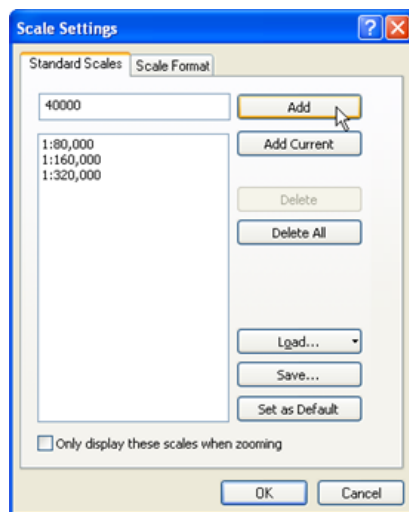 Scale Settings
Standard Scales
Scale Format
40000
Add
1:80,000
1:160,000
1:320,000
Add Current
Delete
Delete All
Load...
Save...
Set as Default
Only display these scales when zooming
OK
Cancel